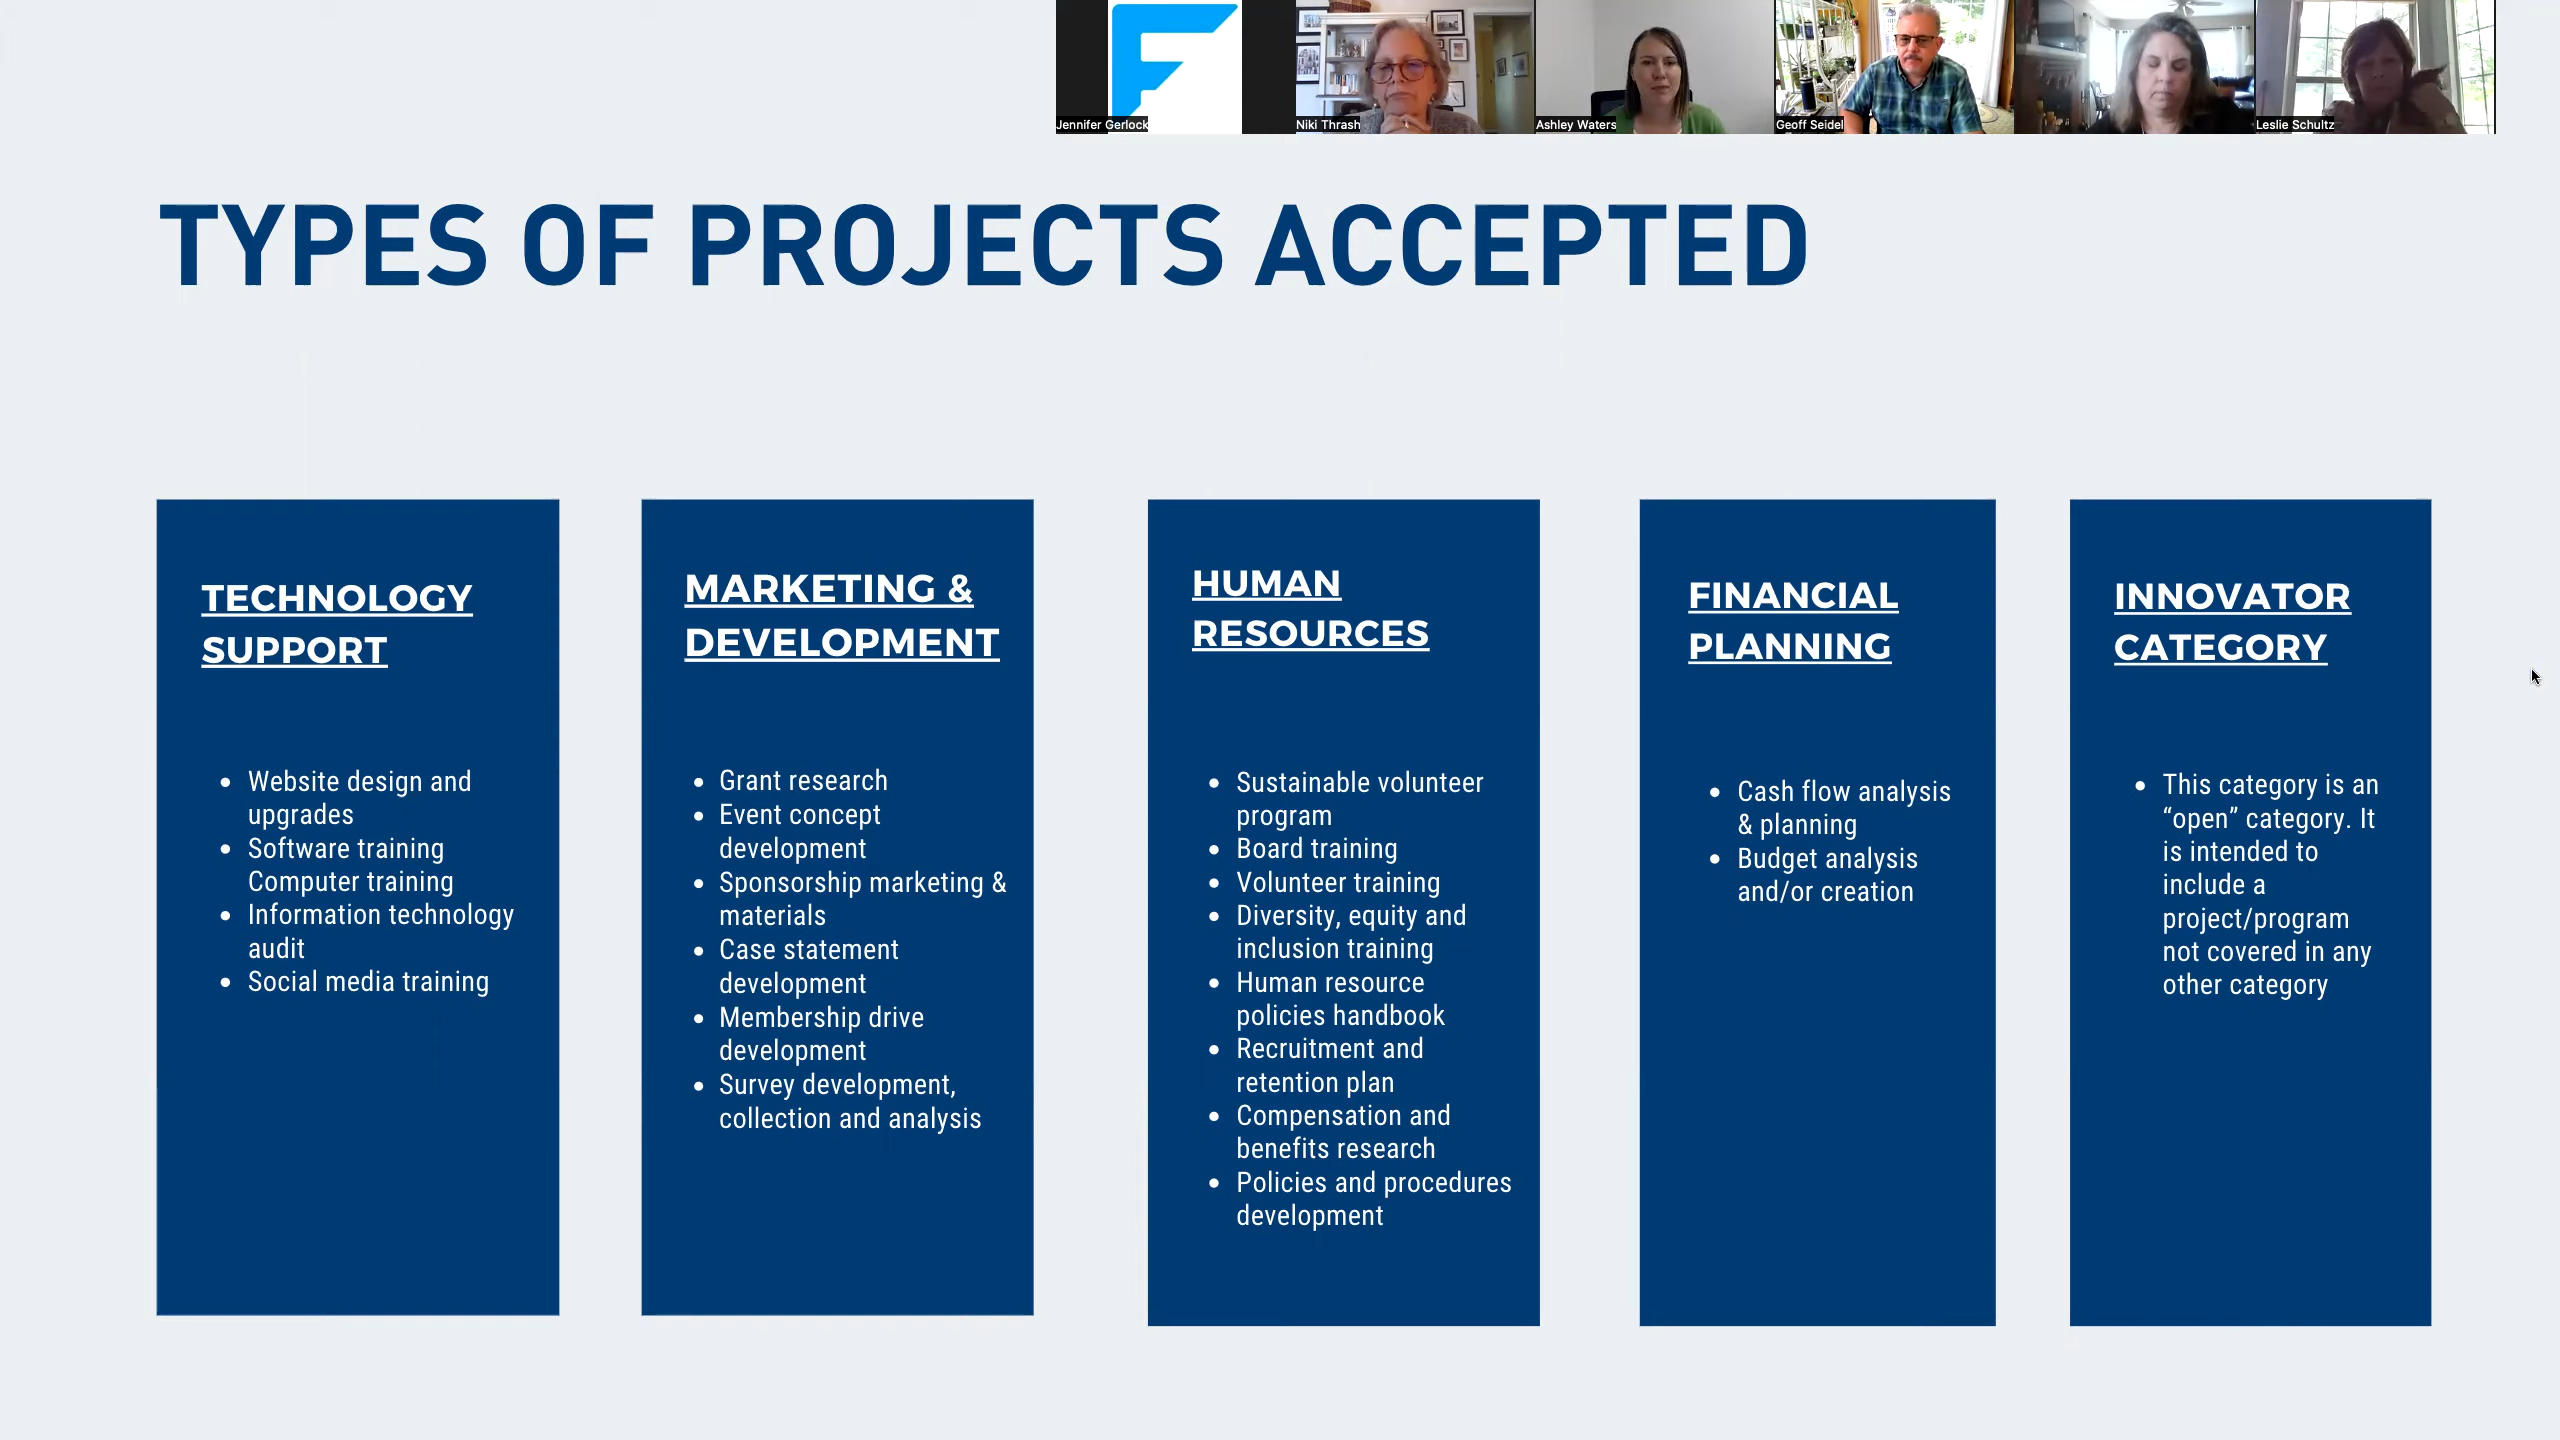 Jennifer Gerlock
Niki Thrash
Ashley Waters
Geoff Seidel
Leslie Schultz
TYPES OF PROJECTS ACCEPTED
TECHNOLOGY
SUPPORT
Website design and
upgrades
Software training
Computer training
Information technology
audit
Social media training
MARKETING &
DEVELOPMENT
Grant research
Event concept
development
Sponsorship marketing &
materials
Case statement
development
Membership drive
development
Survey development,
collection and analysis
HUMAN
RESOURCES
Sustainable volunteer
program
Board training
Volunteer training
Diversity, equity and
inclusion training
Human resource
policies handbook
Recruitment and
retention plan
Compensation and
benefits research
Policies and procedures
development
FINANCIAL
PLANNING
Cash flow analysis
& planning
Budget analysis
and/or creation
INNOVATOR
CATEGORY
This category is an
“open” category. It
is intended to
include a
project/program
not covered in any
other category